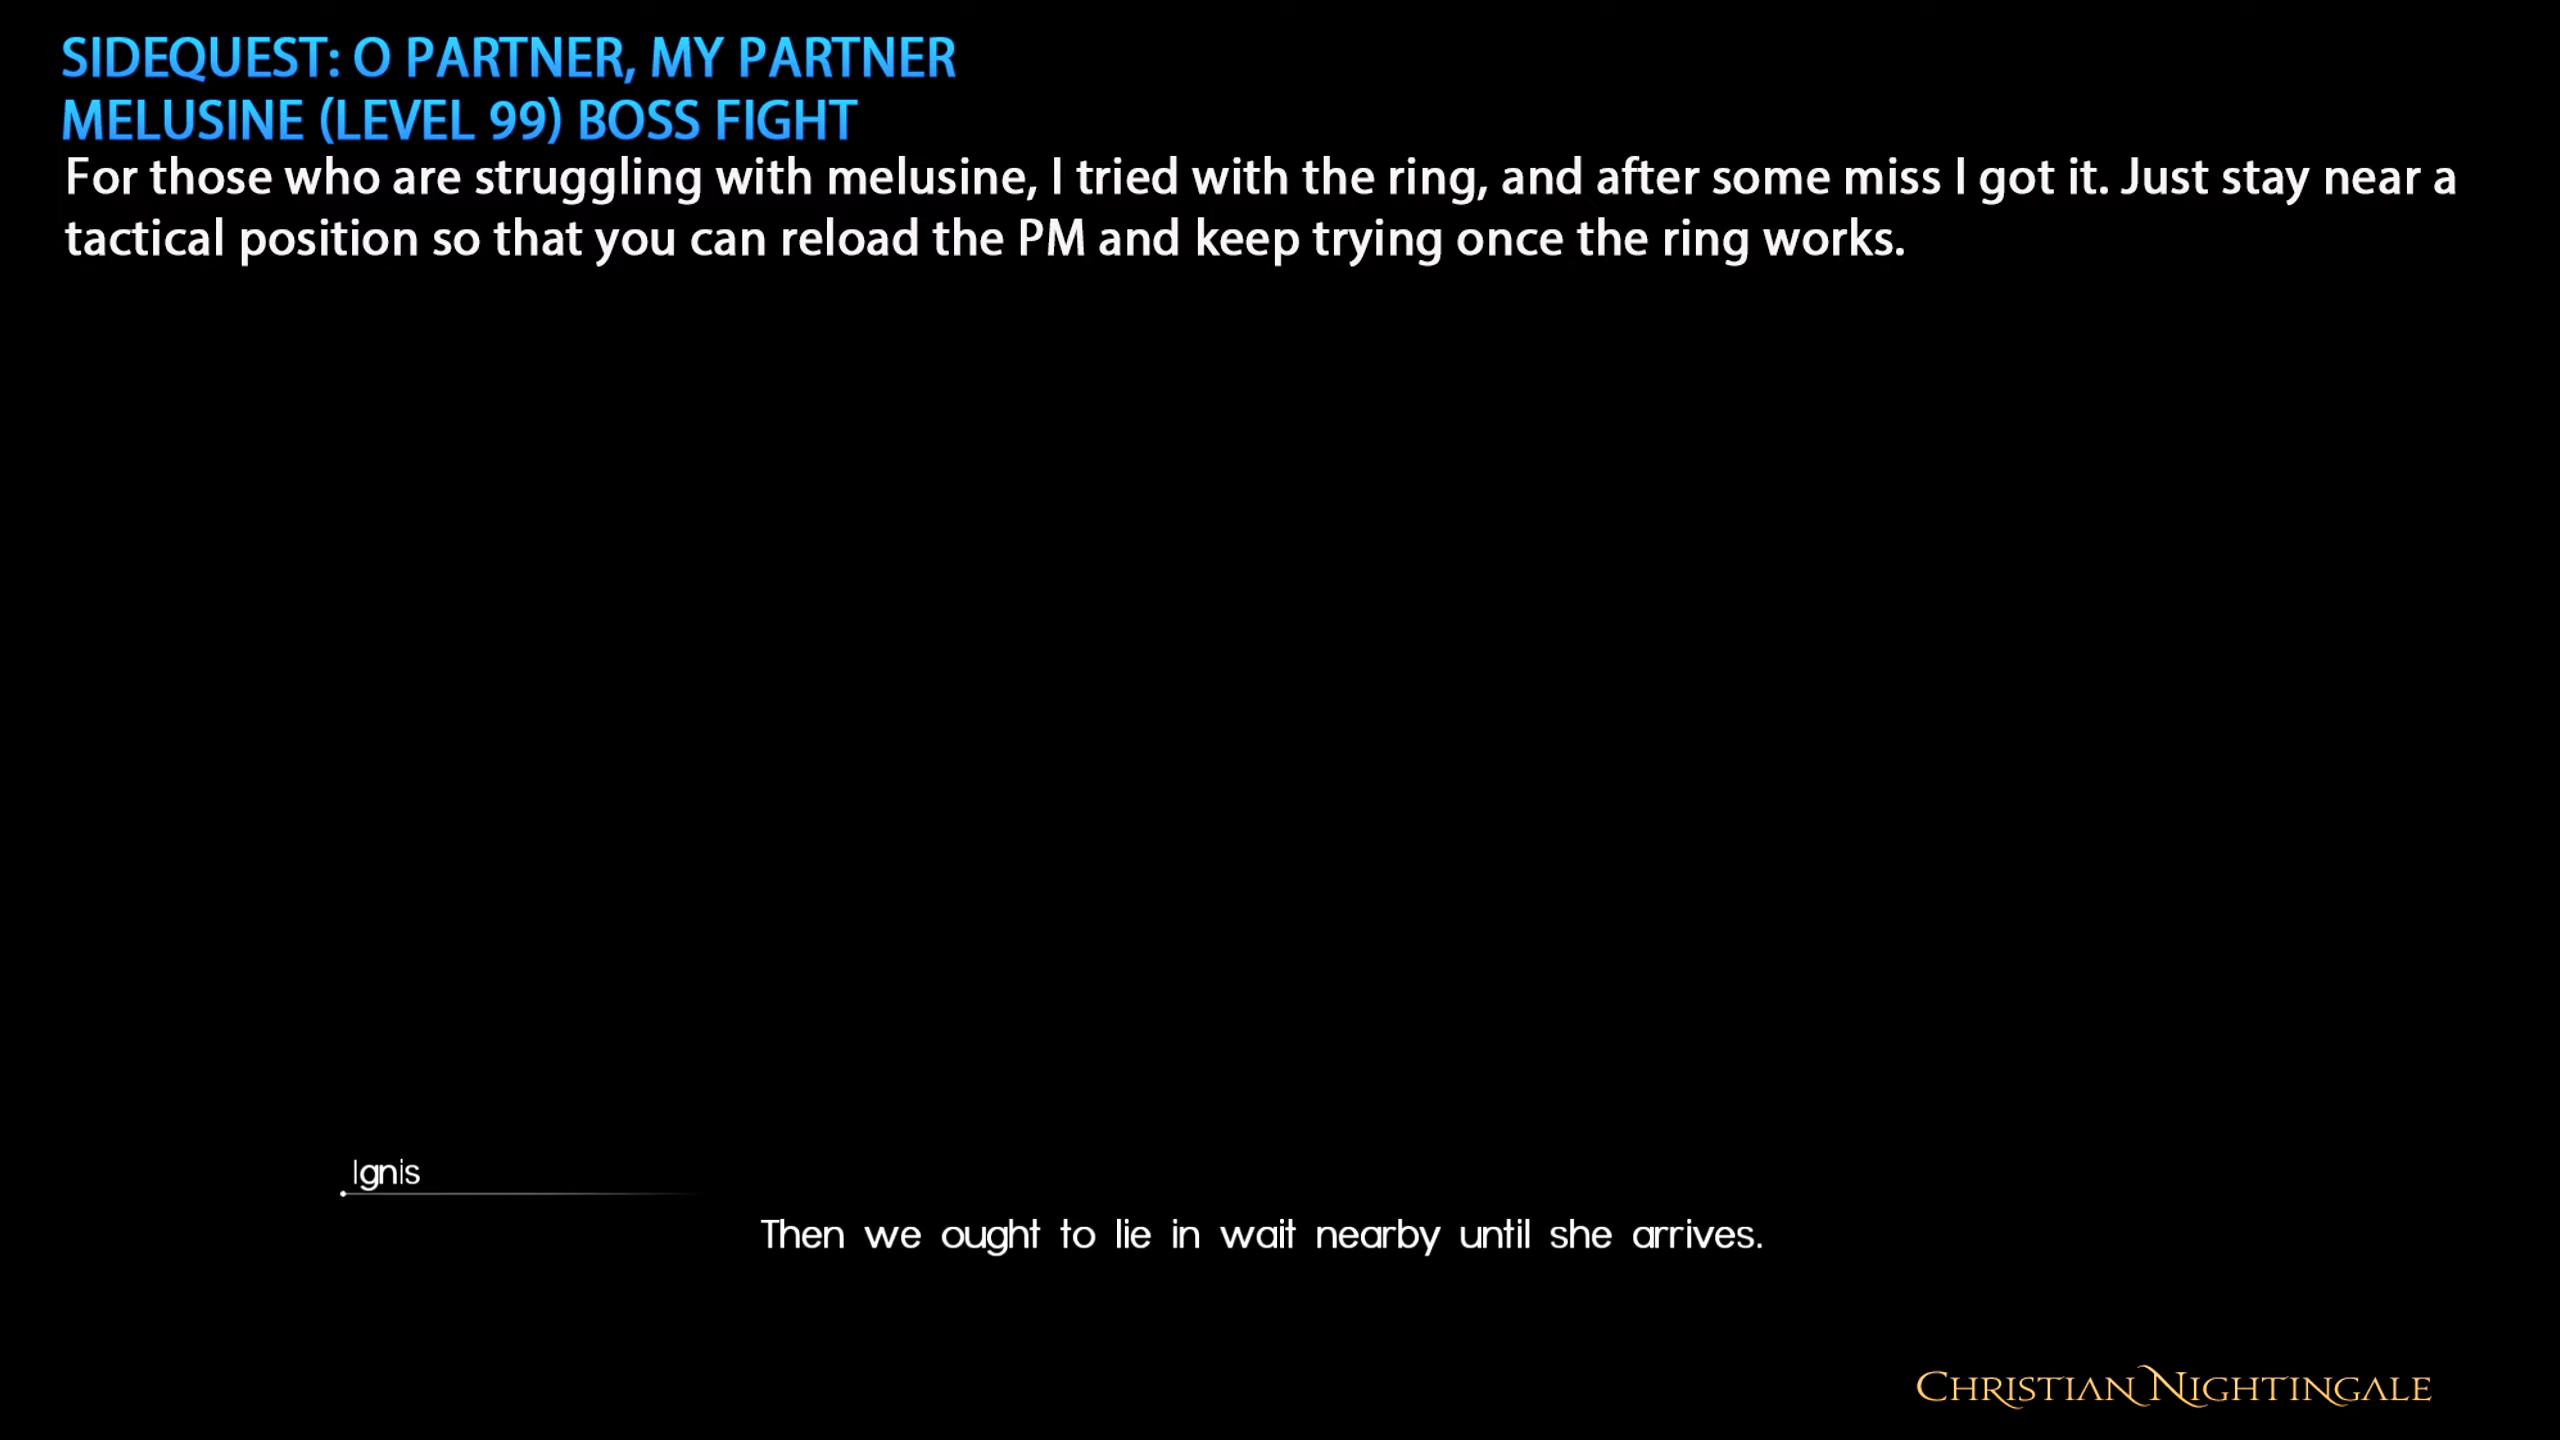 SIDEQUEST: O PARTNER, MY PARTNER
MELUSINE (LEVEL 99) BOSS FIGHT
For those who are struggling with melusine, I tried with the ring, and after some miss I got it. Just stay near a
tactical position so that you can reload the PM and keep trying once the ring works.
Ignis
Then we ought to lie in wait nearby until she arrives.
CHRISTIAN NIGHTINGALE